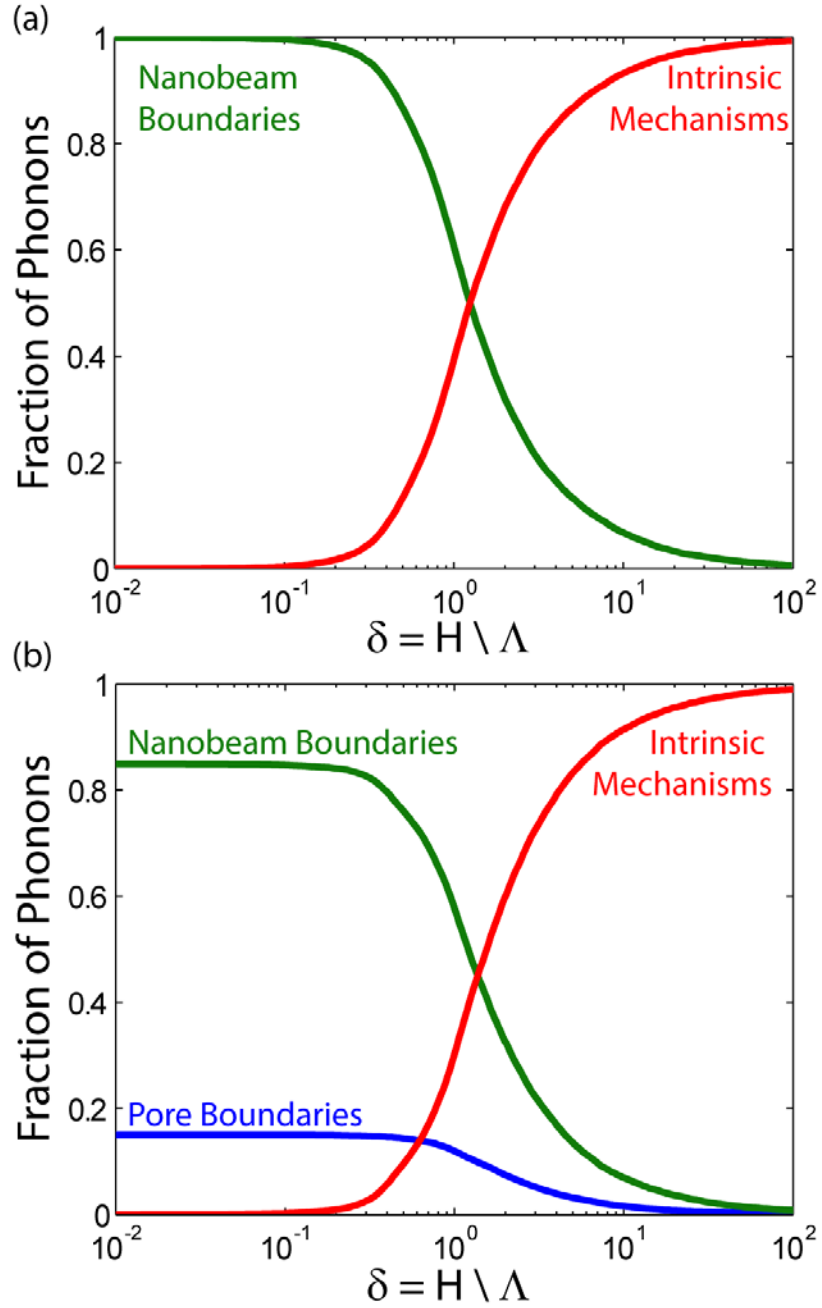 (a)
1
0.8
0.6
0.4
0.2
0
Fraction of Phonons
Nanobeam
Boundaries
Intrinsic
Mechanisms
10⁻² 10⁻¹ 10⁰ 10¹ 10²
δ = H \ Λ
(b)
1
0.8
0.6
0.4
0.2
0
Fraction of Phonons
Nanobeam Boundaries
Intrinsic
Mechanisms
Pore Boundaries
10⁻² 10⁻¹ 10⁰ 10¹ 10²
δ = H \ Λ